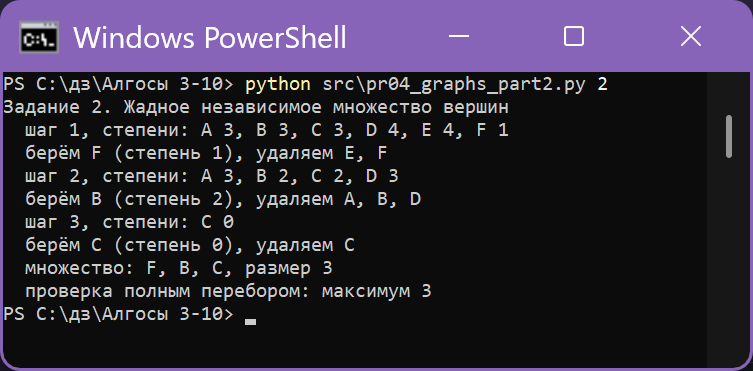 Windows PowerShell
PS C:\дз\Алгосы 3-10> python src\pr04_graphs_part2.py 2
Задание 2. Жадное независимое множество вершин
шаг 1, степени: A 3, B 3, C 3, D 4, E 4, F 1
берём F (степень 1), удаляем E, F
шаг 2, степени: A 3, B 2, C 2, D 3
берём B (степень 2), удаляем A, B, D
шаг 3, степени: C 0
берём C (степень 0), удаляем C
множество: F, B, C, размер 3
проверка полным перебором: максимум 3
PS C:\дз\Алгосы 3-10>